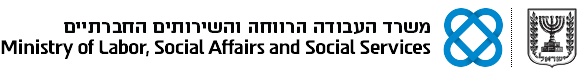 משרד העבודה הרווחה והשירותים החברתיים
Ministry of Labor, Social Affairs and Social Services